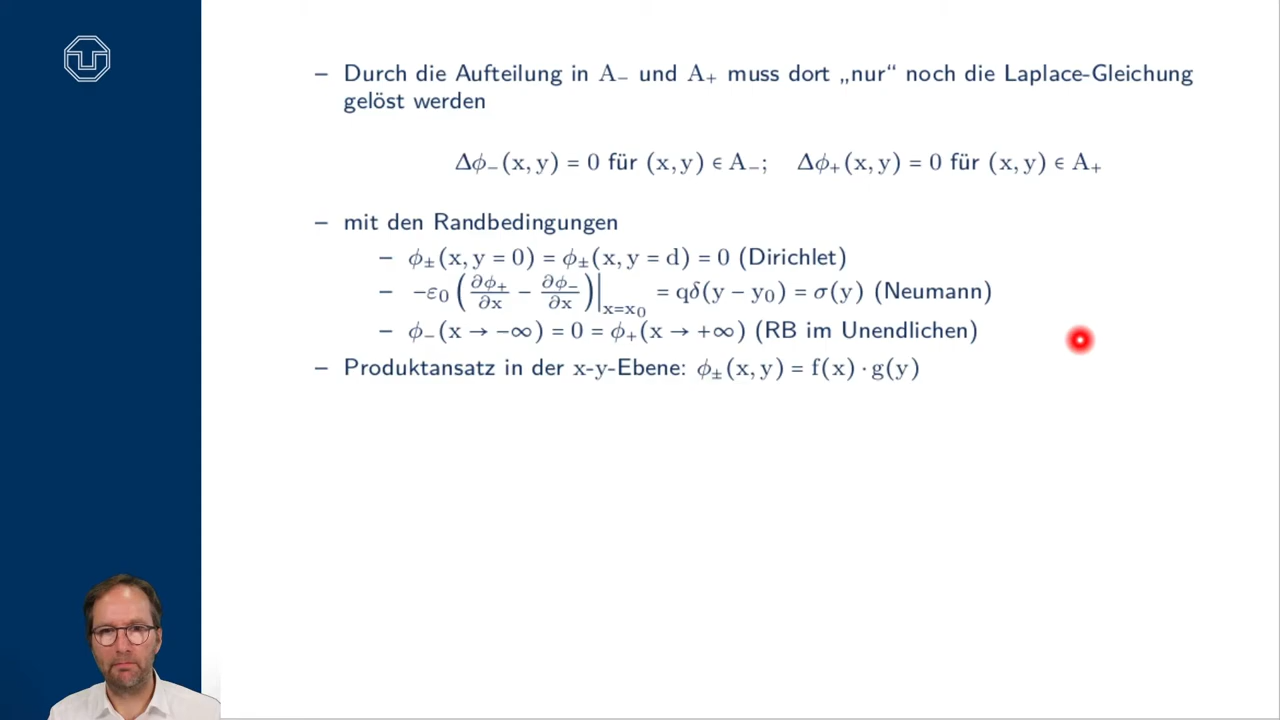 – Durch die Aufteilung in A₋ und A₊ muss dort „nur“ noch die Laplace-Gleichung
gelöst werden
Δϕ₋(x, y) = 0 für (x, y) ∈ A₋; Δϕ₊(x, y) = 0 für (x, y) ∈ A₊
– mit den Randbedingungen
– ϕ±(x, y = 0) = ϕ±(x, y = d) = 0 (Dirichlet)
– −ε₀ (∂ϕ₊/∂x − ∂ϕ₋/∂x)|ₓ₌ₓ₀ = qδ(y − y₀) = σ(y) (Neumann)
– ϕ₋(x → −∞) = 0 = ϕ₊(x → +∞) (RB im Unendlichen)
– Produktansatz in der x-y-Ebene: ϕ±(x, y) = f(x) · g(y)